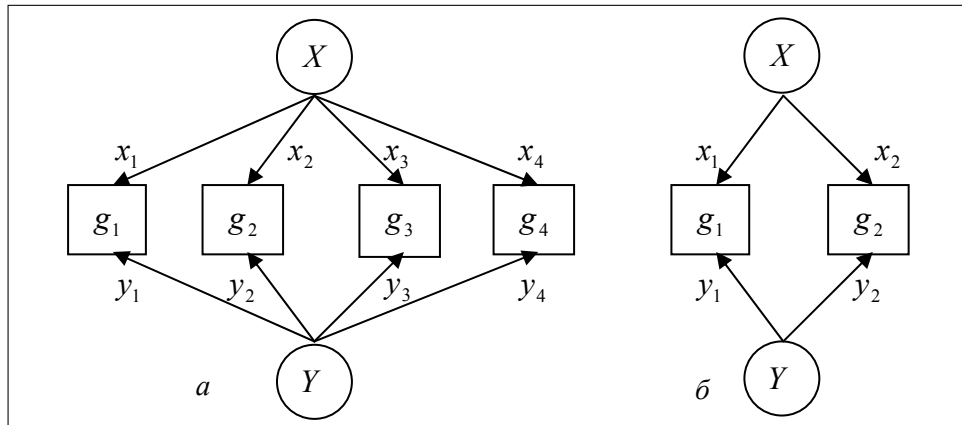 X X
x₁ x₂ x₃ x₄ x₁ x₂
g₁ g₂ g₃ g₄ g₁ g₂
y₁ y₂ y₃ y₄ y₁ y₂
а Y б Y